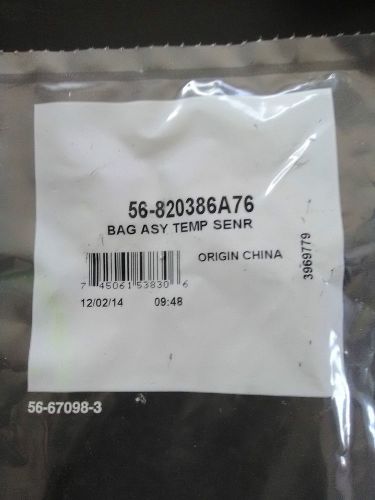 56-820386A76
BAG ASY TEMP SENR
ORIGIN CHINA
3969779
7 45061 53830 6
12/02/14 09:48
56-67098-3